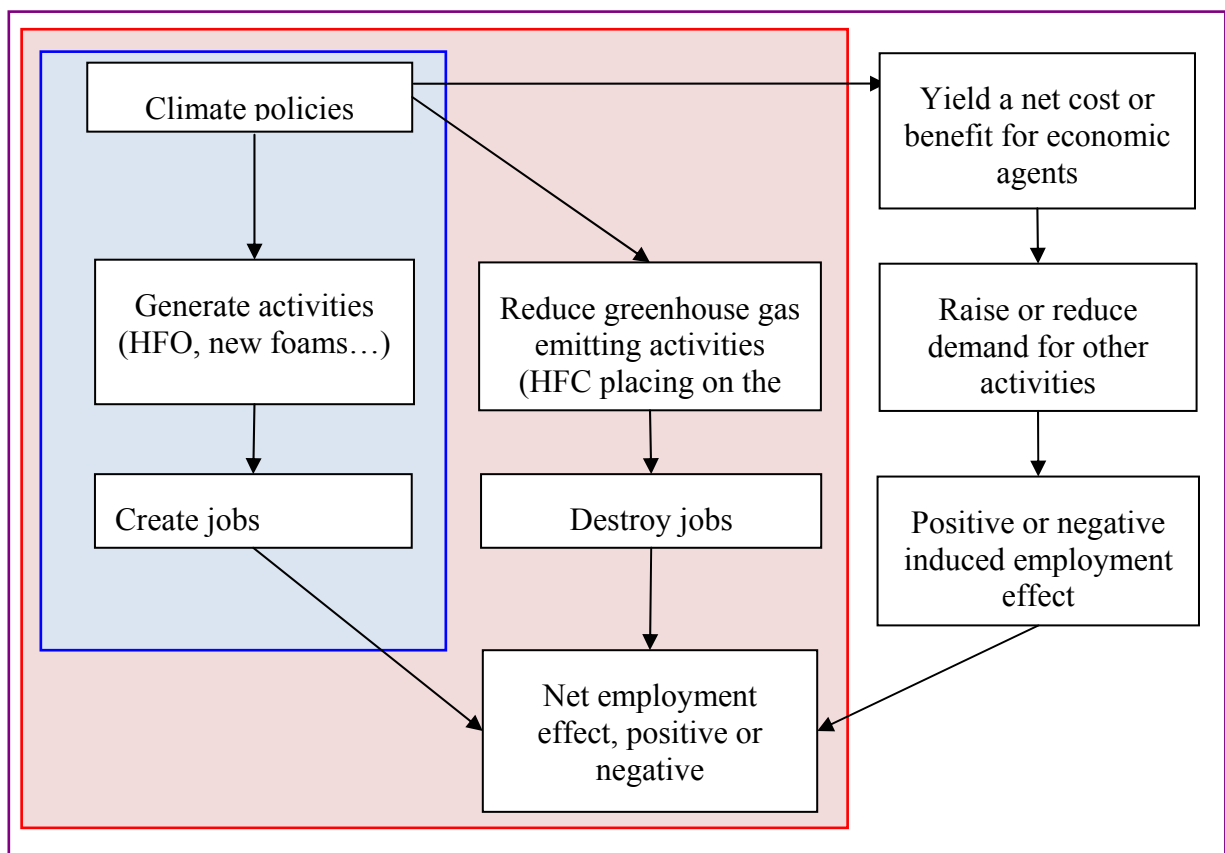 Climate policies
Yield a net cost or
benefit for economic
agents
Generate activities
(HFO, new foams…)
Reduce greenhouse gas
emitting activities
(HFC placing on the
Raise or reduce
demand for other
activities
Create jobs
Destroy jobs
Positive or negative
induced employment
effect
Net employment
effect, positive or
negative